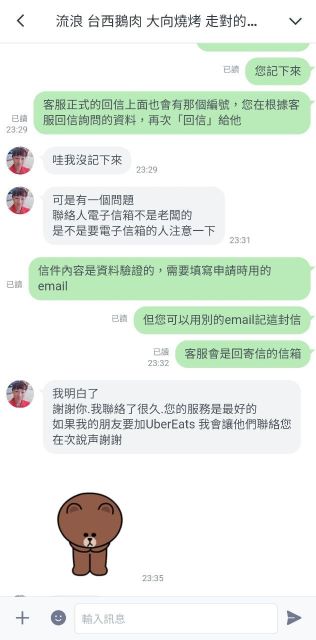 流浪 台西鵝肉 大向燒烤 走對的...
已讀
您記下來
客服正式的回信上面也會有那個編號，您在根據客
服回信詢問的資料，再次「回信」給他
已讀
23:29
哇我沒記下來
23:29
可是有一個問題
聯絡人電子信箱不是老闆的
是不是要電子信箱的人注意一下
23:31
信件內容是資料驗證的，需要填寫申請時用的
email
已讀
已讀
但您可以用別的email記這封信
已讀
23:32
客服會是回寄信的信箱
我明白了
謝謝你.我聯絡了很久.您的服務是最好的
如果我的朋友要加UberEats 我會讓他們聯絡您
在次說声謝謝
23:35
輸入訊息